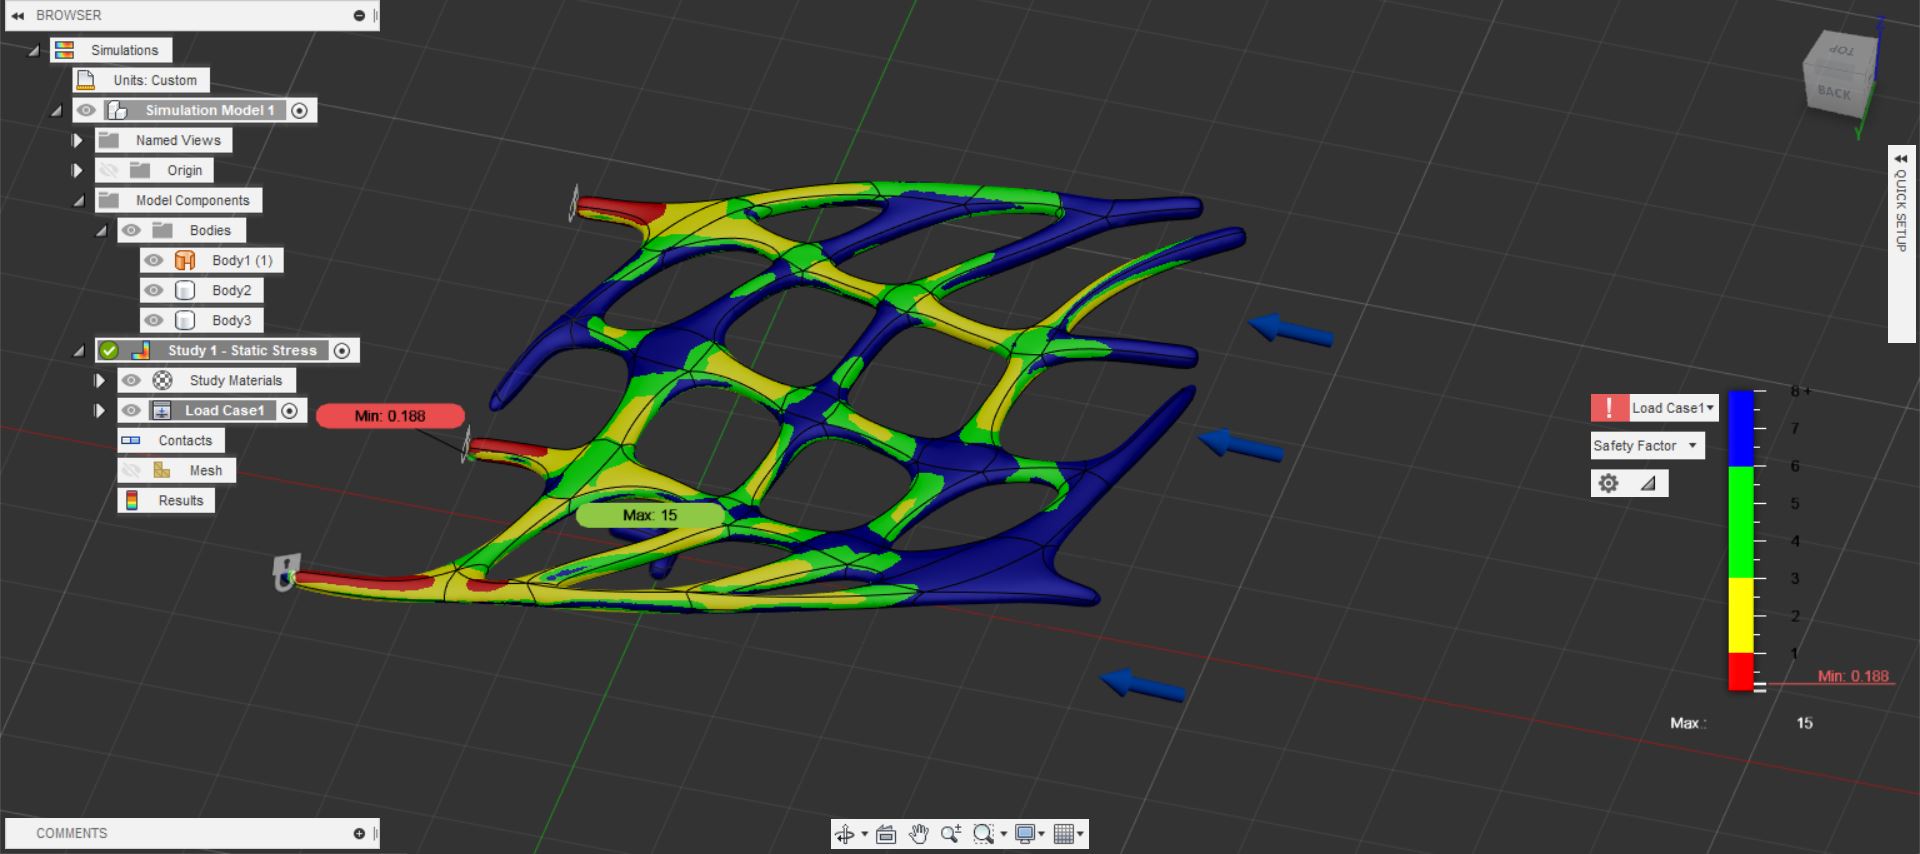 BROWSER
Simulations
Units: Custom
Simulation Model 1
Named Views
Origin
Model Components
Bodies
Body1 (1)
Body2
Body3
Study 1 - Static Stress
Study Materials
Load Case1
Contacts
Mesh
Results
Min: 0.188
Max: 15
Z
TOP
BACK
Y
QUICK SETUP
Load Case1
Safety Factor
8+
7
6
5
4
3
2
1
Min: 0.188
Max.: 15
COMMENTS